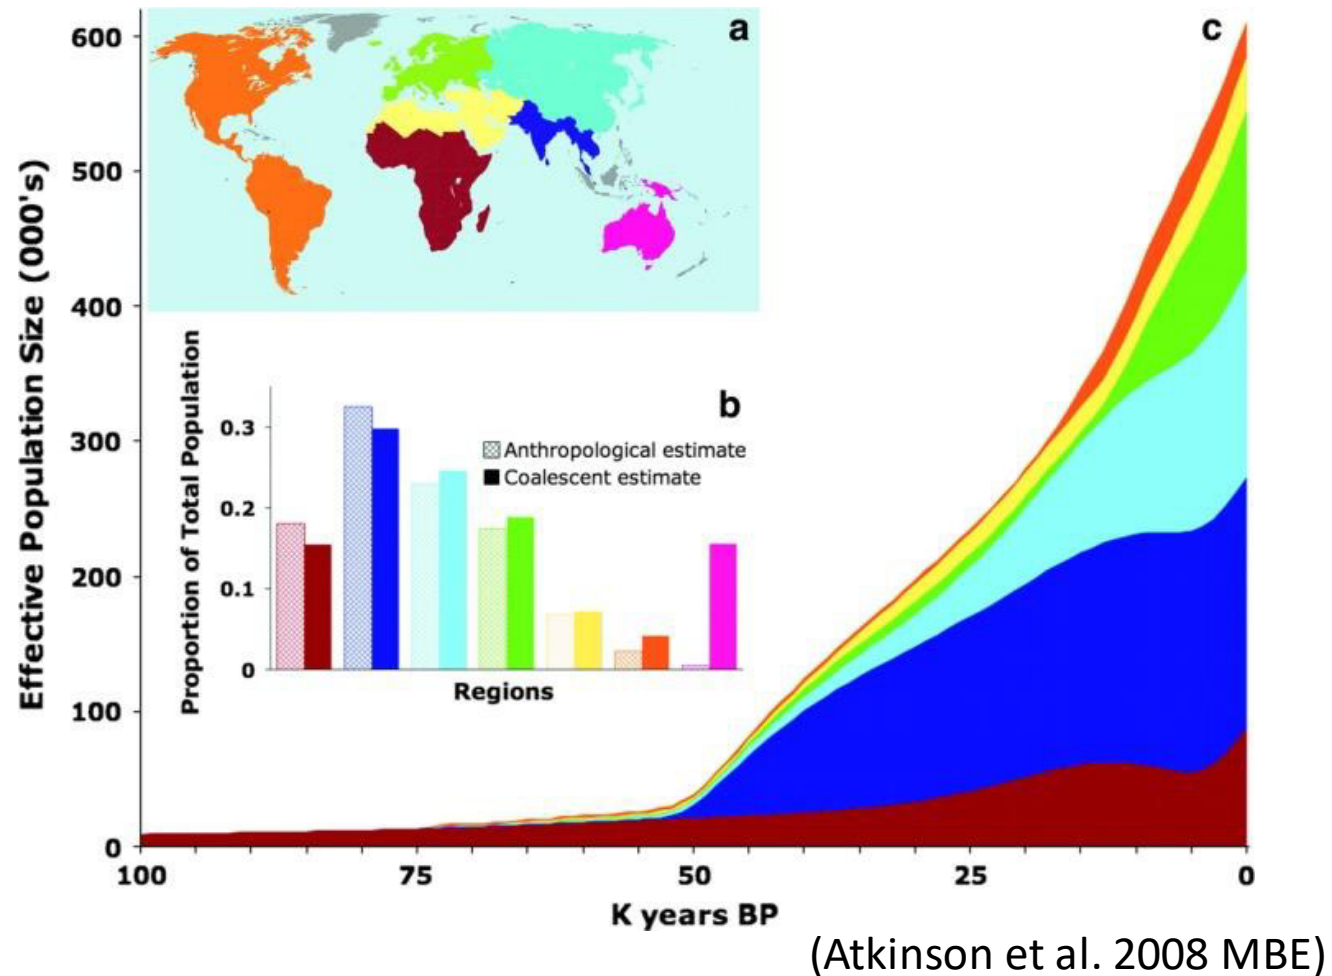 Effective Population Size (000's)
600
500
400
300
200
100
0
a
c
Proportion of Total Population
0.3
0.2
0.1
0
b
Anthropological estimate
Coalescent estimate
Regions
100
75
50
25
0
K years BP
(Atkinson et al. 2008 MBE)